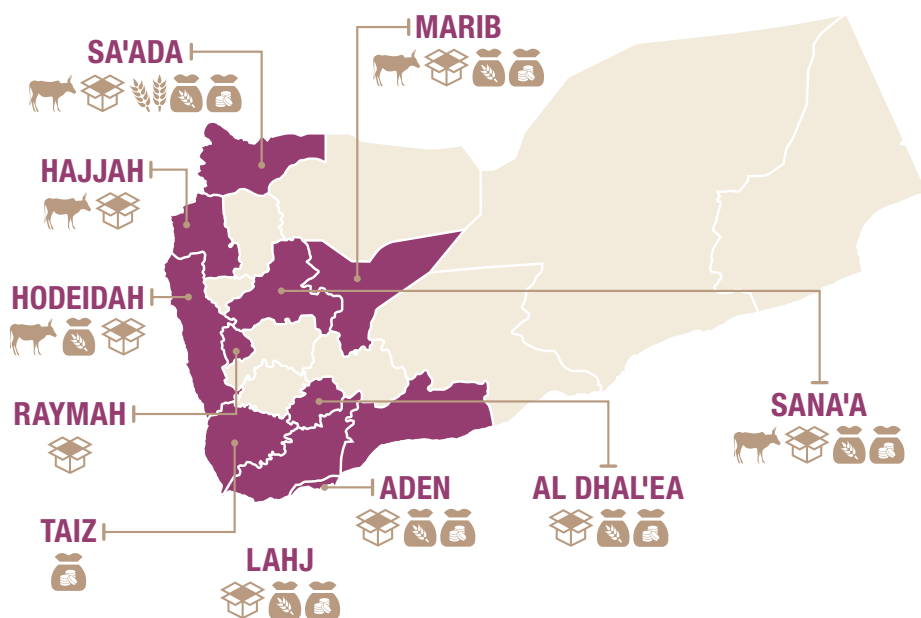 MARIB
SA'ADA
HAJJAH
HODEIDAH
RAYMAH
SANA'A
ADEN
AL DHAL'EA
TAIZ
LAHJ